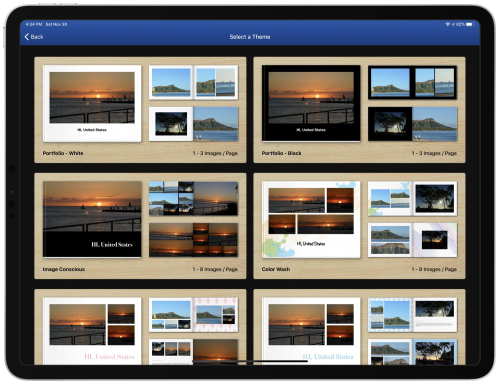 4:34 PM Sat Nov 30
82%
Back
Select a Theme
HI, United States
Portfolio - White
1 - 3 Images / Page
HI, United States
Portfolio - Black
1 - 3 Images / Page
HI, United States
Image Conscious
1 - 9 Images / Page
HI, United States
Color Wash
1 - 9 Images / Page
HI, United States
HI, United States